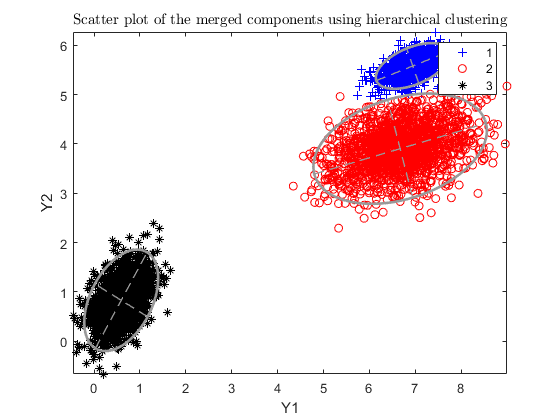 Scatter plot of the merged components using hierarchical clustering
6
5
4
3
2
1
0
Y2
1
2
3
0 1 2 3 4 5 6 7 8
Y1